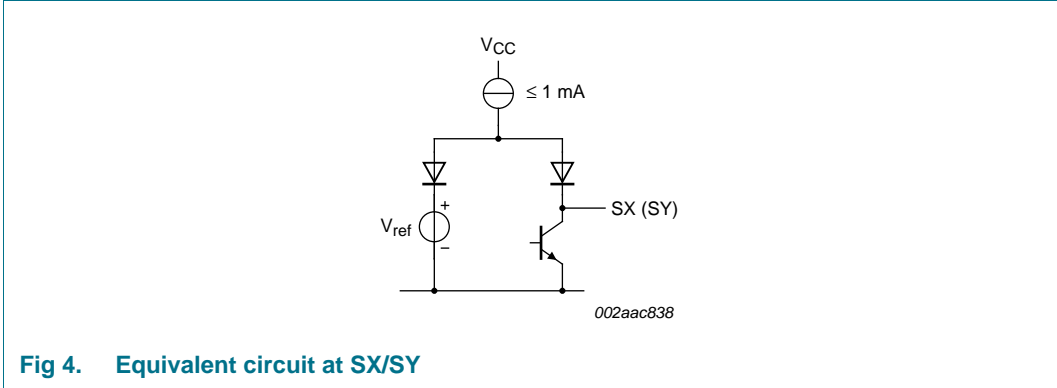 VCC
≤ 1 mA
+
SX (SY)
Vref
−
002aac838
Fig 4. Equivalent circuit at SX/SY